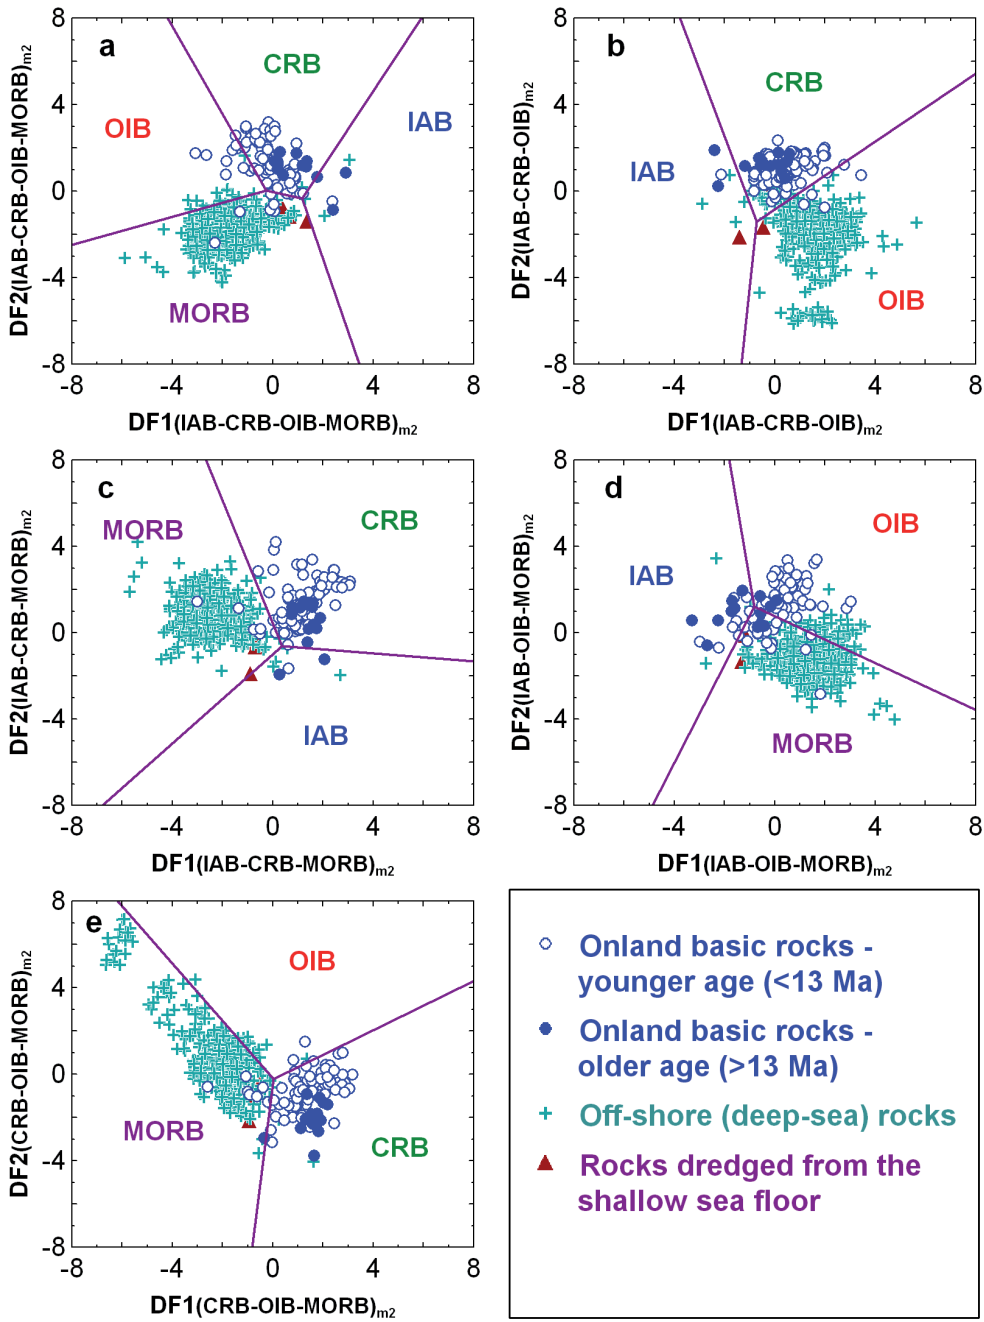 a
CRB
OIB
IAB
MORB
8
4
0
-4
-8
-8
-4
0
4
8
DF2(IAB-CRB-OIB-MORB)m2
DF1(IAB-CRB-OIB-MORB)m2
b
CRB
IAB
OIB
8
4
0
-4
-8
-8
-4
0
4
8
DF2(IAB-CRB-OIB)m2
DF1(IAB-CRB-OIB)m2
c
CRB
MORB
IAB
8
4
0
-4
-8
-8
-4
0
4
8
DF2(IAB-CRB-MORB)m2
DF1(IAB-CRB-MORB)m2
d
OIB
IAB
MORB
8
4
0
-4
-8
-8
-4
0
4
8
DF2(IAB-OIB-MORB)m2
DF1(IAB-OIB-MORB)m2
e
OIB
MORB
CRB
8
4
0
-4
-8
-8
-4
0
4
8
DF2(CRB-OIB-MORB)m2
DF1(CRB-OIB-MORB)m2
Onland basic rocks -
younger age (<13 Ma)
Onland basic rocks -
older age (>13 Ma)
Off-shore (deep-sea) rocks
Rocks dredged from the
shallow sea floor